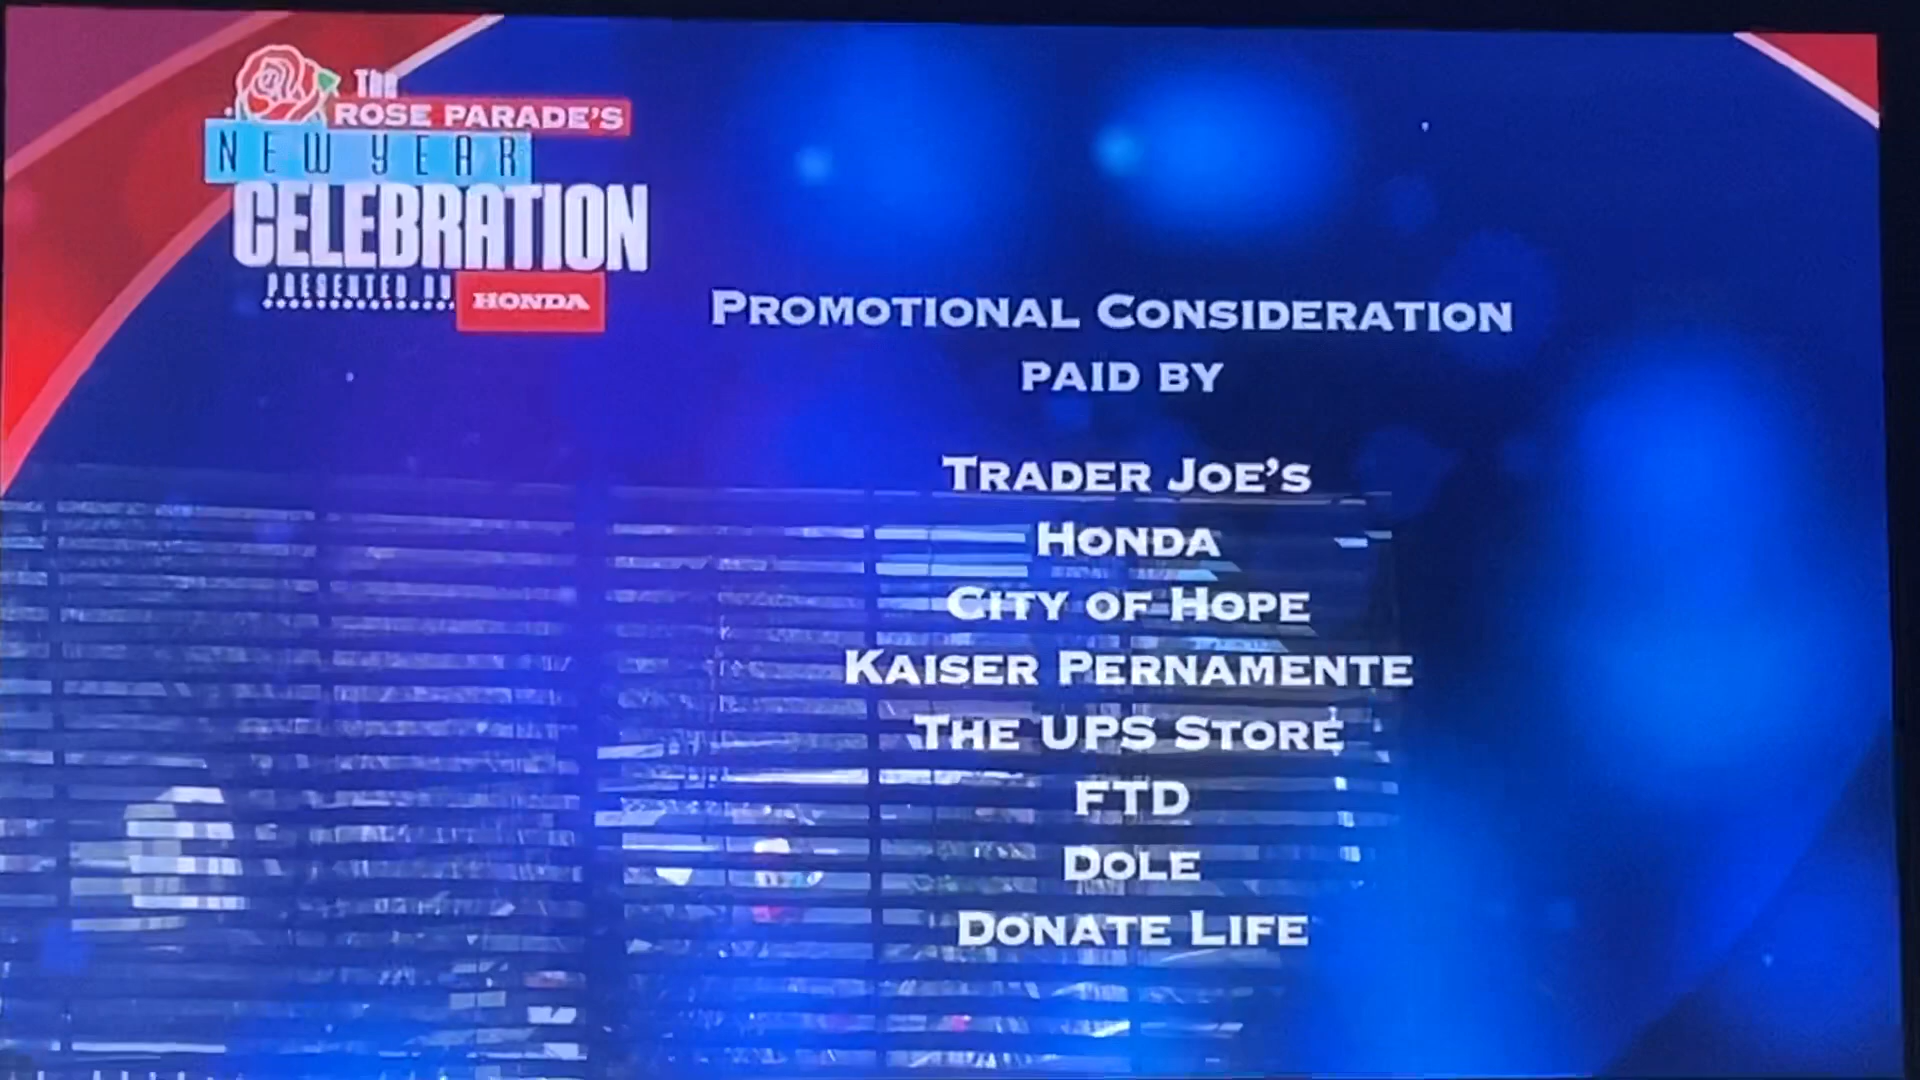 The
ROSE PARADE'S
NEW YEAR
CELEBRATION
PRESENTED BY
HONDA
PROMOTIONAL CONSIDERATION
PAID BY
TRADER JOE'S
HONDA
CITY OF HOPE
KAISER PERNAMENTE
THE UPS STORE
FTD
DOLE
DONATE LIFE